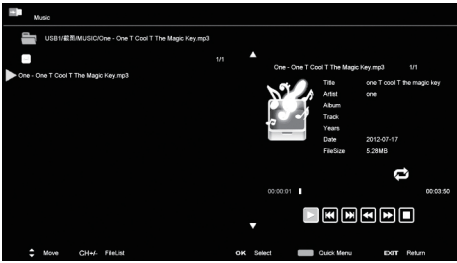 Music
USB1/截图/MUSIC/One - One T Cool T The Magic Key.mp3
1/1
One - One T Cool T The Magic Key.mp3
One - One T Cool T The Magic Key.mp3 1/1
Title one T cool T the magic key
Artist one
Album
Track
Years
Date 2012-07-17
FileSize 5.28MB
00:00:01 00:03:50
Move CH+/- FileList OK Select Quick Menu EXIT Return